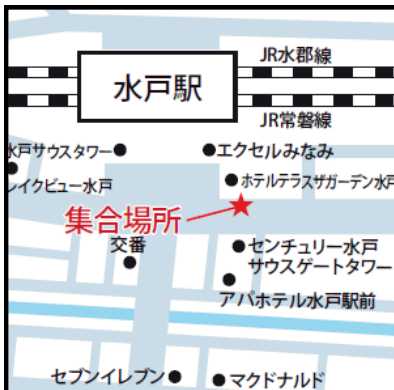 JR水郡線
水戸駅
JR常磐線
水戸サウスタワー
エクセルみなみ
レイクビュー水戸
ホテルテラスザガーデン水戸
集合場所
交番
センチュリー水戸
サウスゲートタワー
アパホテル水戸駅前
セブンイレブン
マクドナルド